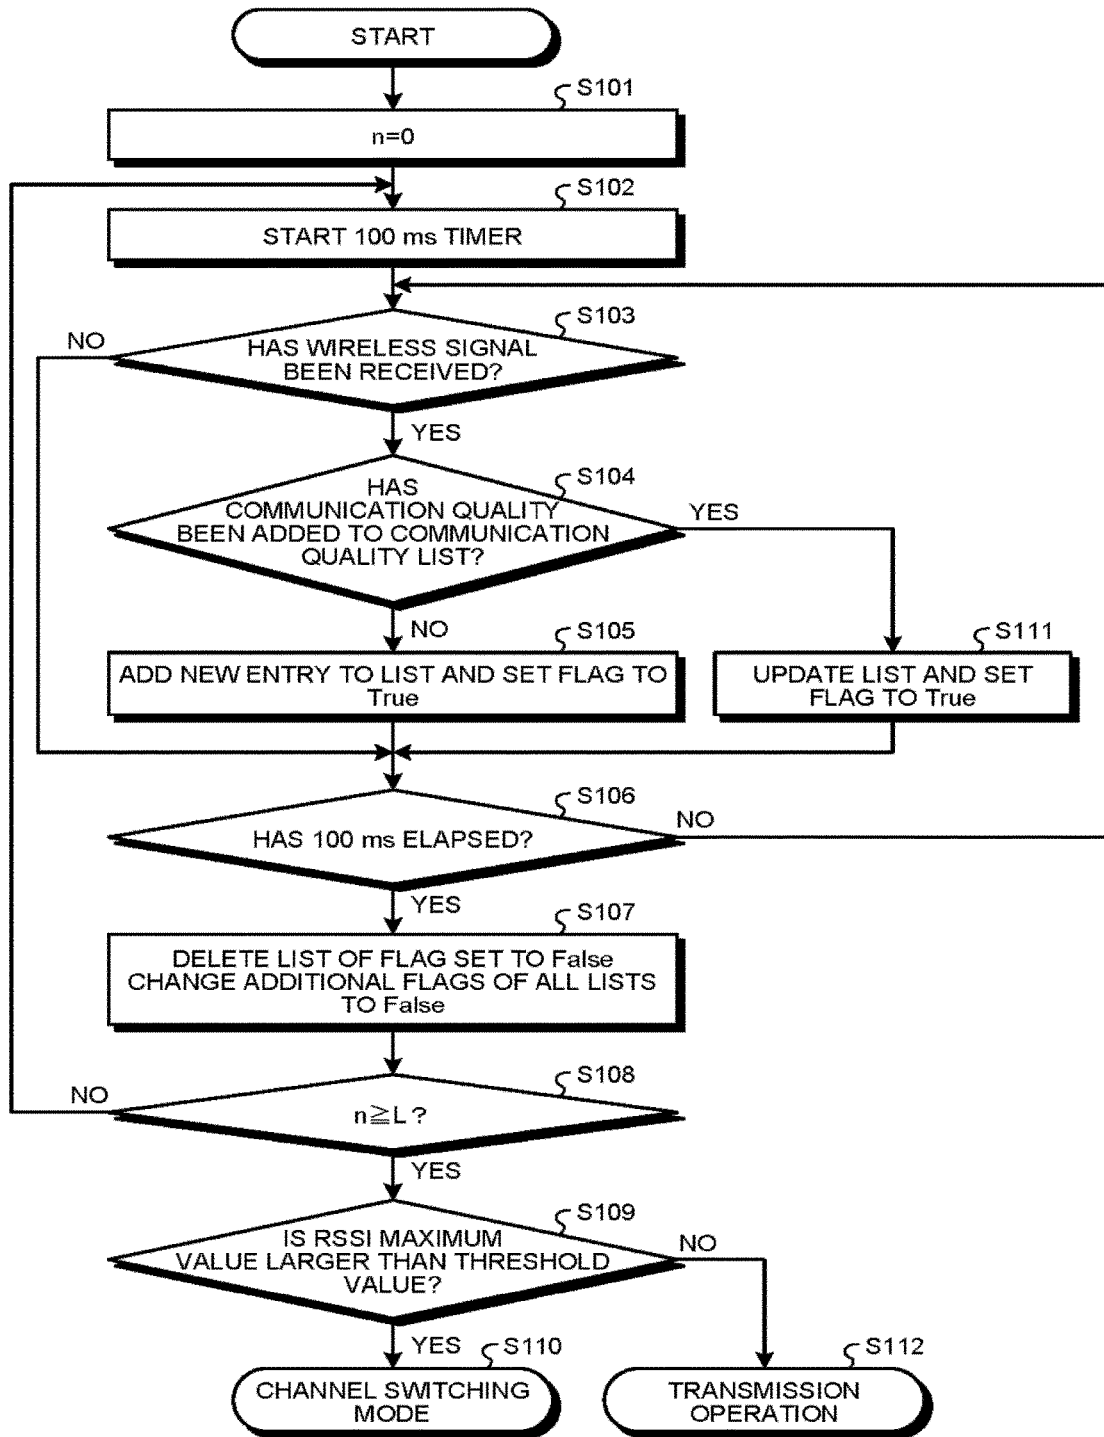 START
S101
n=0
S102
START 100 ms TIMER
S103
NO
HAS WIRELESS SIGNAL
BEEN RECEIVED?
YES
S104
HAS
COMMUNICATION QUALITY
BEEN ADDED TO COMMUNICATION
QUALITY LIST?
YES
NO
S105
ADD NEW ENTRY TO LIST AND SET FLAG TO
True
S111
UPDATE LIST AND SET
FLAG TO True
S106
HAS 100 ms ELAPSED?
NO
YES
S107
DELETE LIST OF FLAG SET TO False
CHANGE ADDITIONAL FLAGS OF ALL LISTS
TO False
S108
NO
n≧L?
YES
S109
IS RSSI MAXIMUM
VALUE LARGER THAN THRESHOLD
VALUE?
NO
YES
S110
CHANNEL SWITCHING
MODE
S112
TRANSMISSION
OPERATION